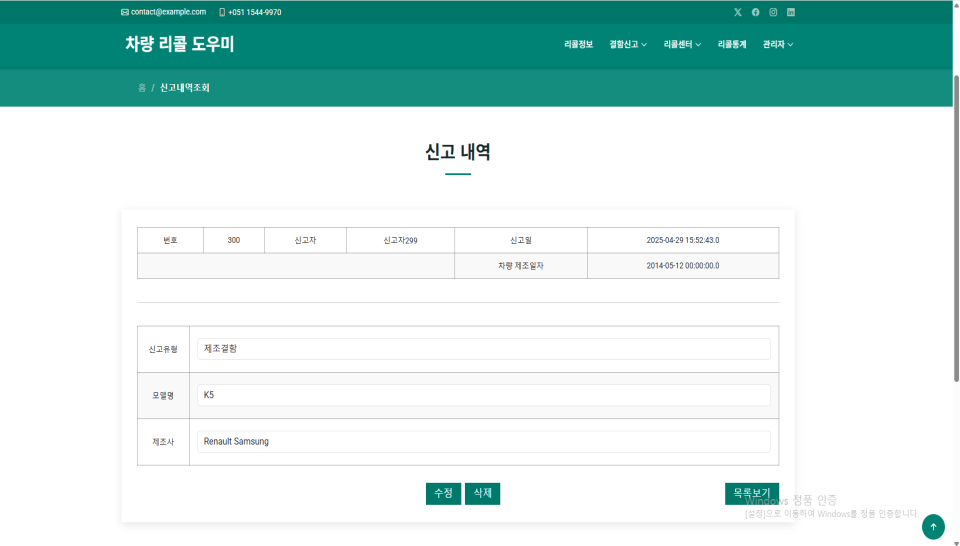 contact@example.com +051 1544-9970
차량 리콜 도우미
리콜정보 결함신고 리콜센터 리콜통계 관리자
홈 / 신고내역조회
신고 내역
번호 300 신고자 신고자299 신고일 2025-04-29 15:52:43.0
차량 제조일자 2014-05-12 00:00:00.0
신고유형 제조결함
모델명 K5
제조사 Renault Samsung
수정 삭제 목록보기
Windows 정품 인증
[설정]으로 이동하여 Windows를 정품 인증합니다.